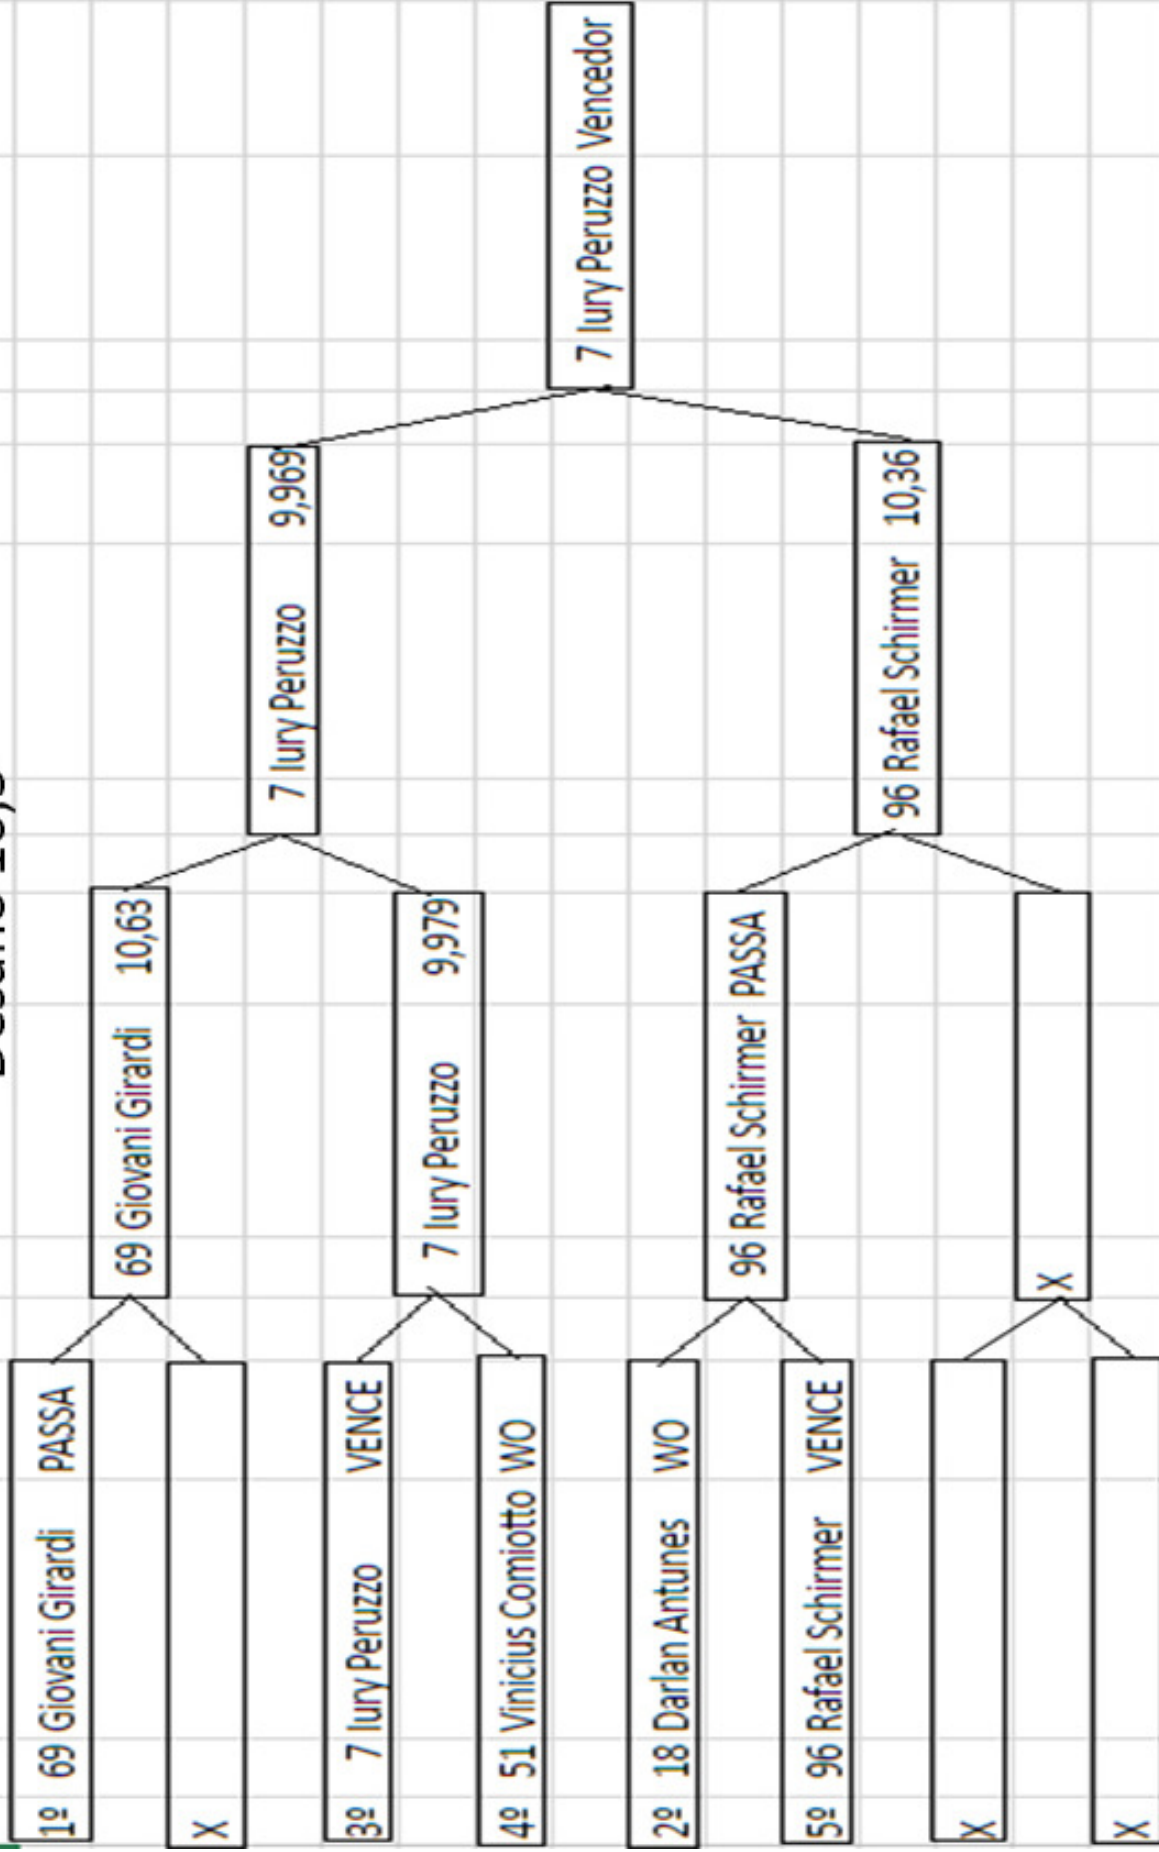 1º 69 Giovani Girardi PASSA
X
3º 7 Iury Peruzzo VENCE
4º 51 Vinicius Comiotto WO
2º 18 Darlan Antunes WO
5º 96 Rafael Schirmer VENCE
X
X
69 Giovani Girardi 10,63
7 Iury Peruzzo 9,979
96 Rafael Schirmer PASSA
X
7 Iury Peruzzo 9,969
96 Rafael Schirmer 10,36
7 Iury Peruzzo Vencedor